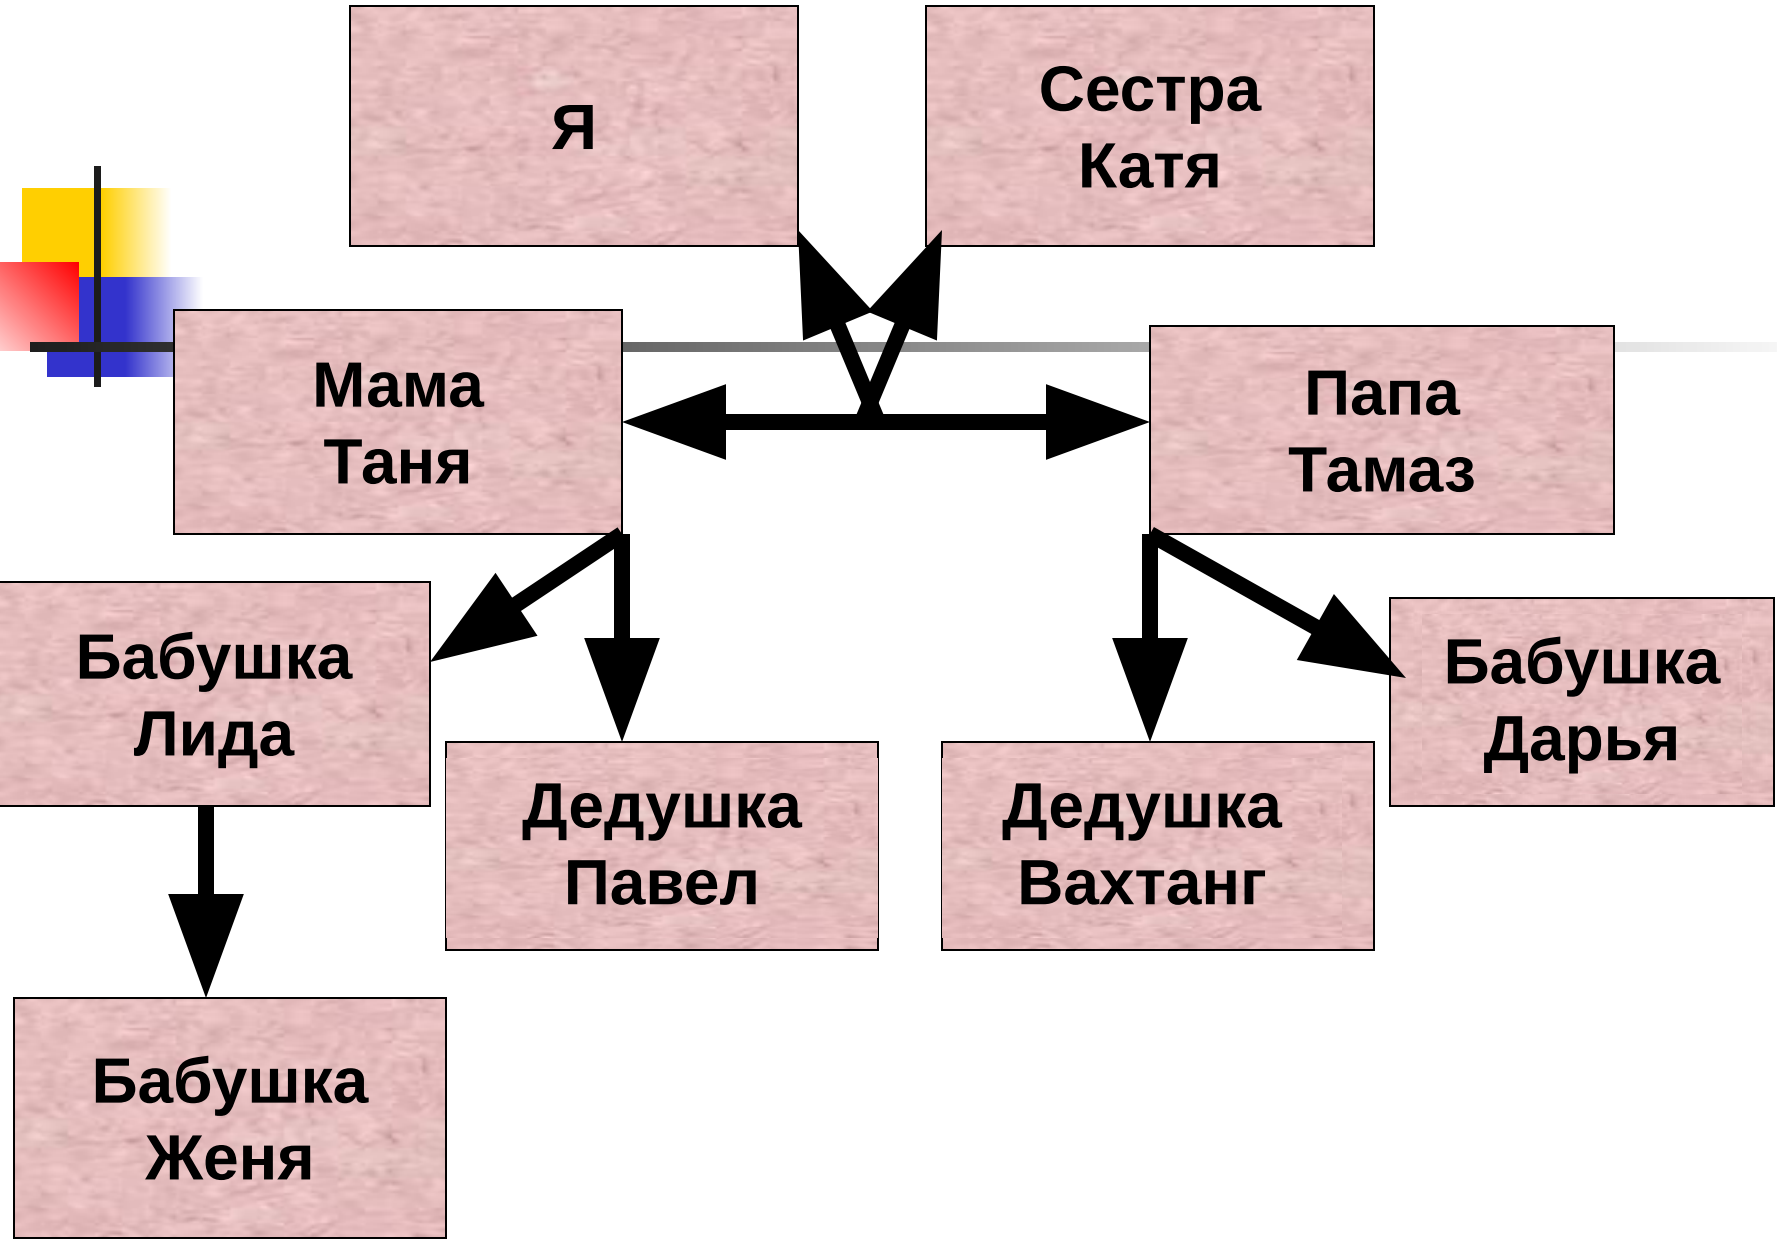 Я
Сестра
Катя
Мама
Таня
Папа
Тамаз
Бабушка
Лида
Дедушка
Павел
Дедушка
Вахтанг
Бабушка
Дарья
Бабушка
Женя